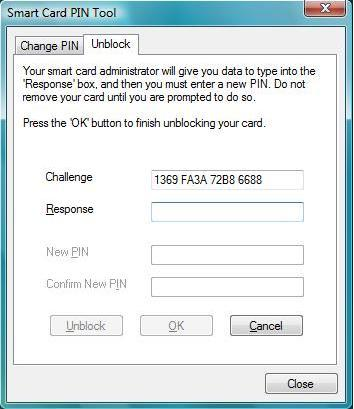 Smart Card PIN Tool
Change PIN Unblock
Your smart card administrator will give you data to type into the
'Response' box, and then you must enter a new PIN. Do not
remove your card until you are prompted to do so.
Press the 'OK' button to finish unblocking your card.
Challenge 1369 FA3A 72B8 6688
Response
New PIN
Confirm New PIN
Unblock OK Cancel
Close